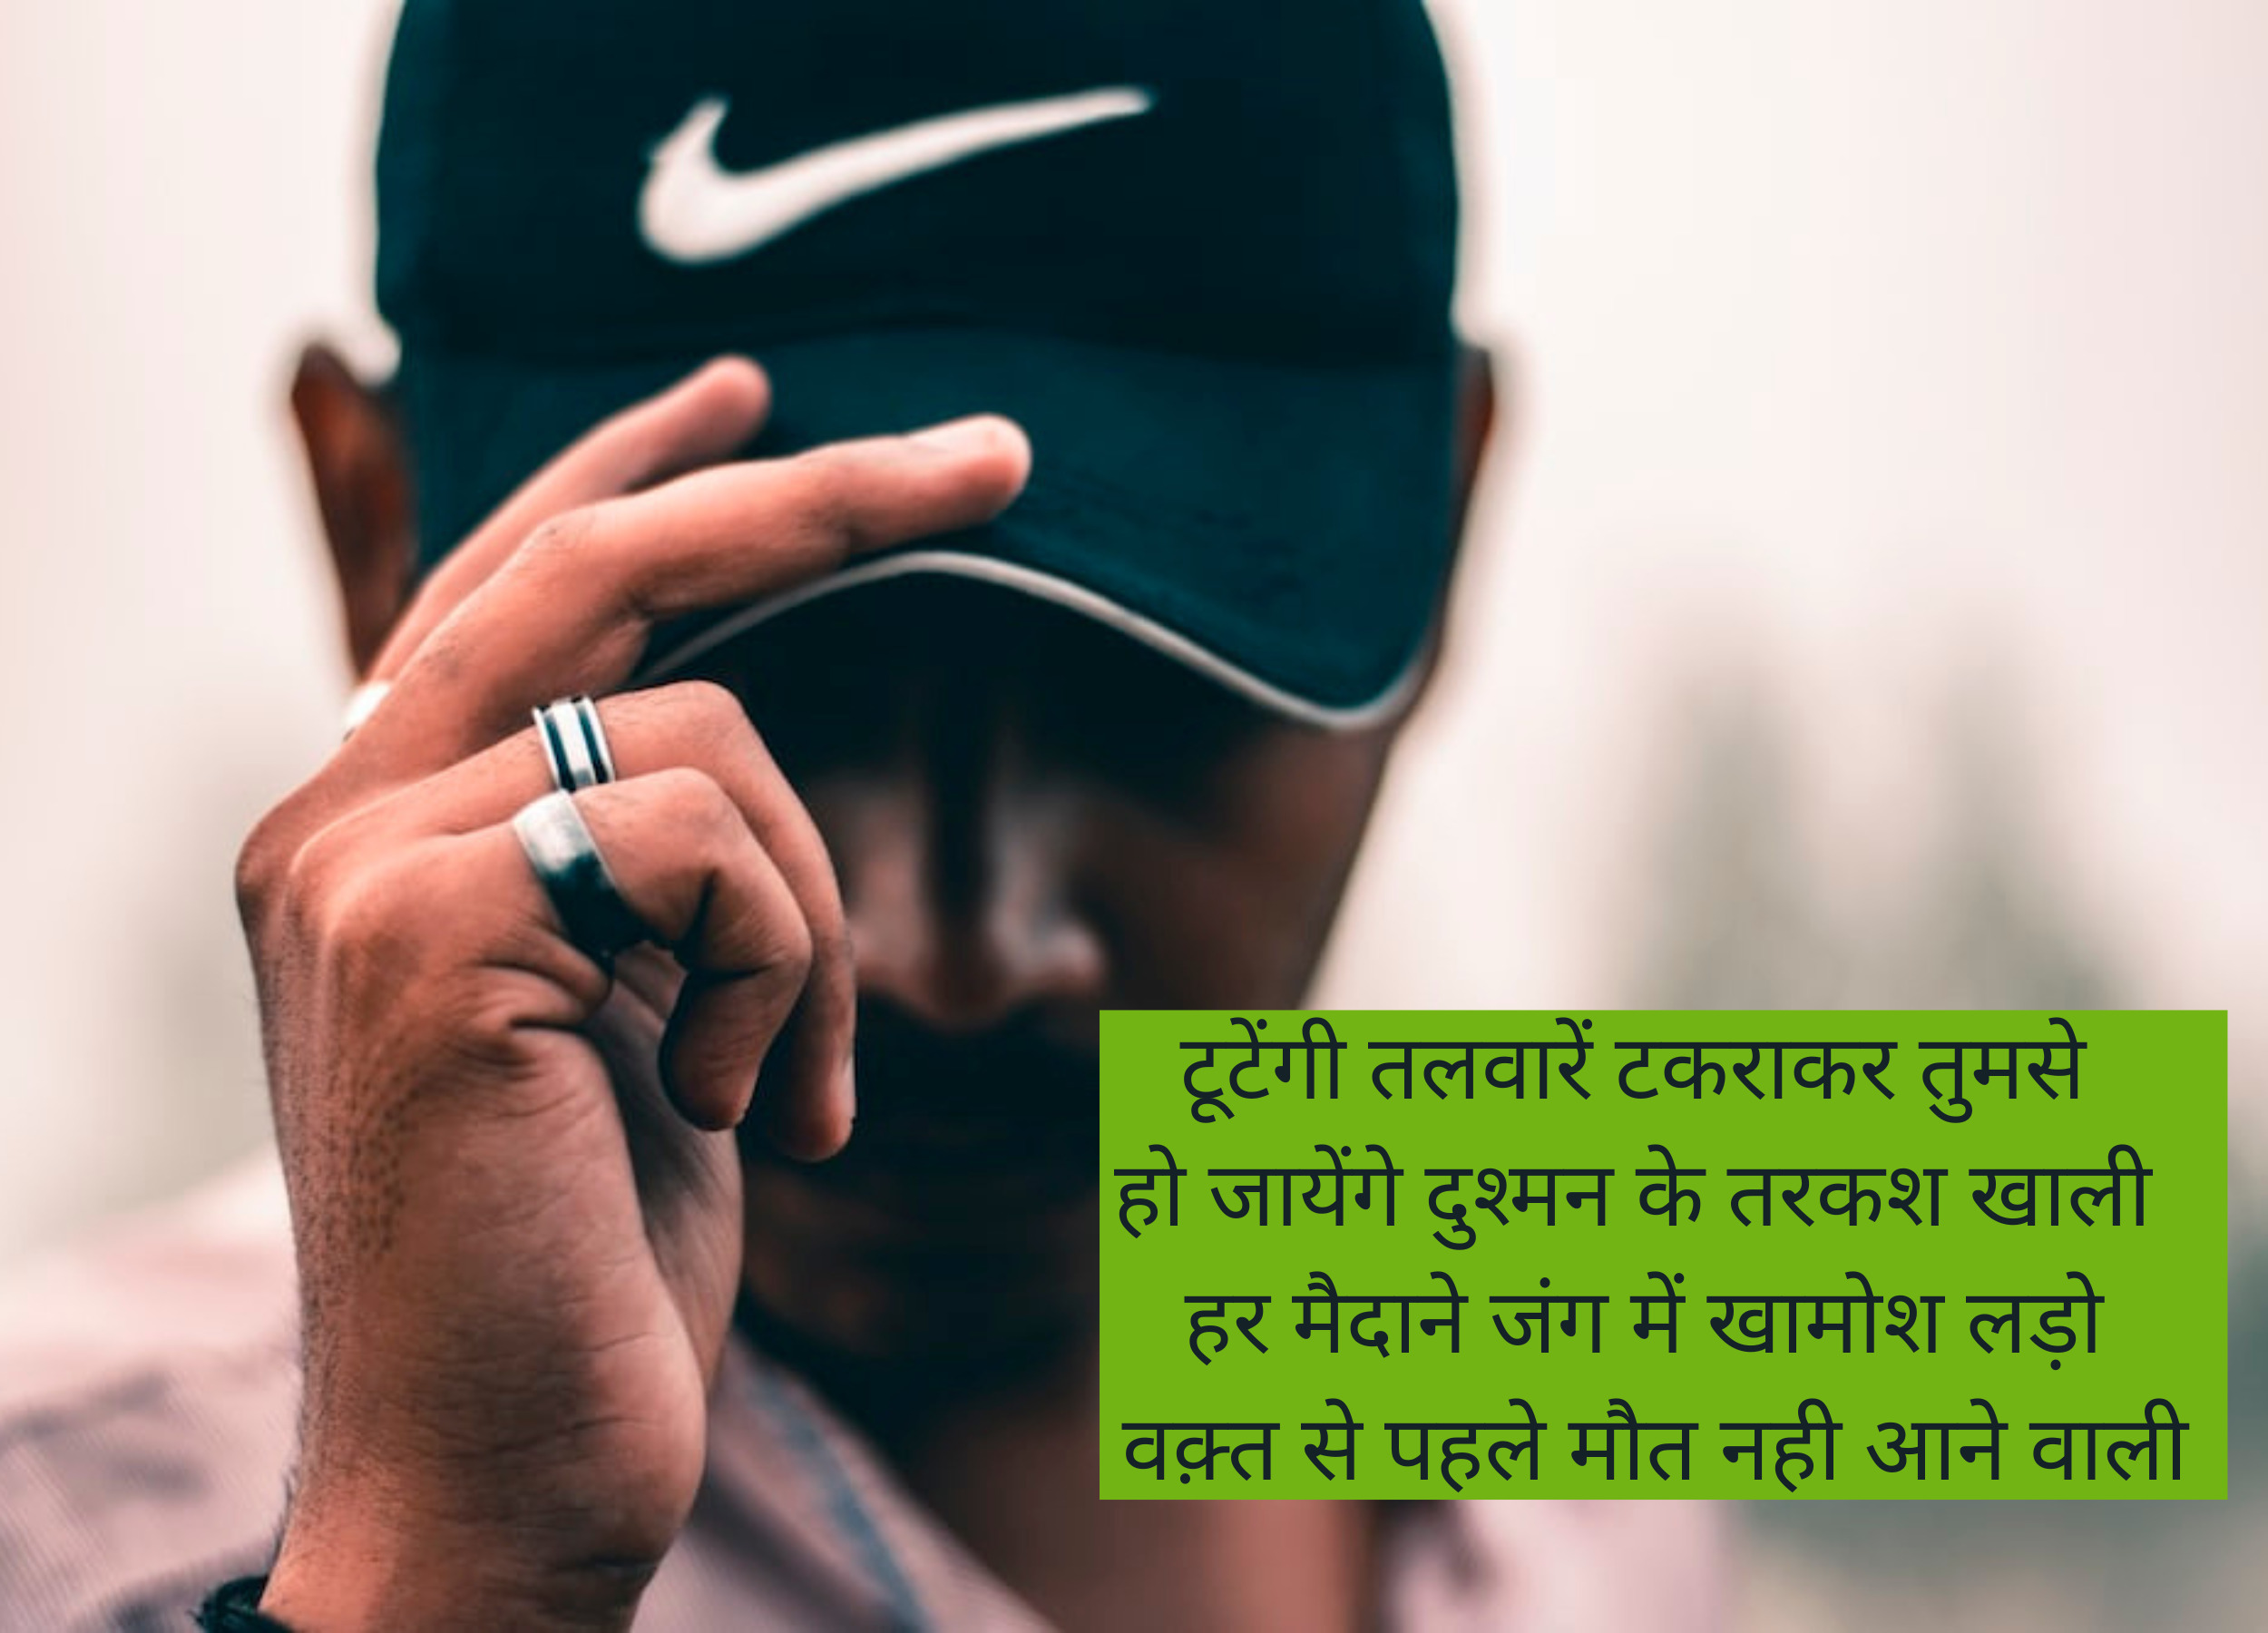 टूटेंगी तलवारें टकराकर तुमसे
हो जायेंगे दुश्मन के तरकश खाली
हर मैदाने जंग में खामोश लड़ो
वक़्त से पहले मौत नही आने वाली